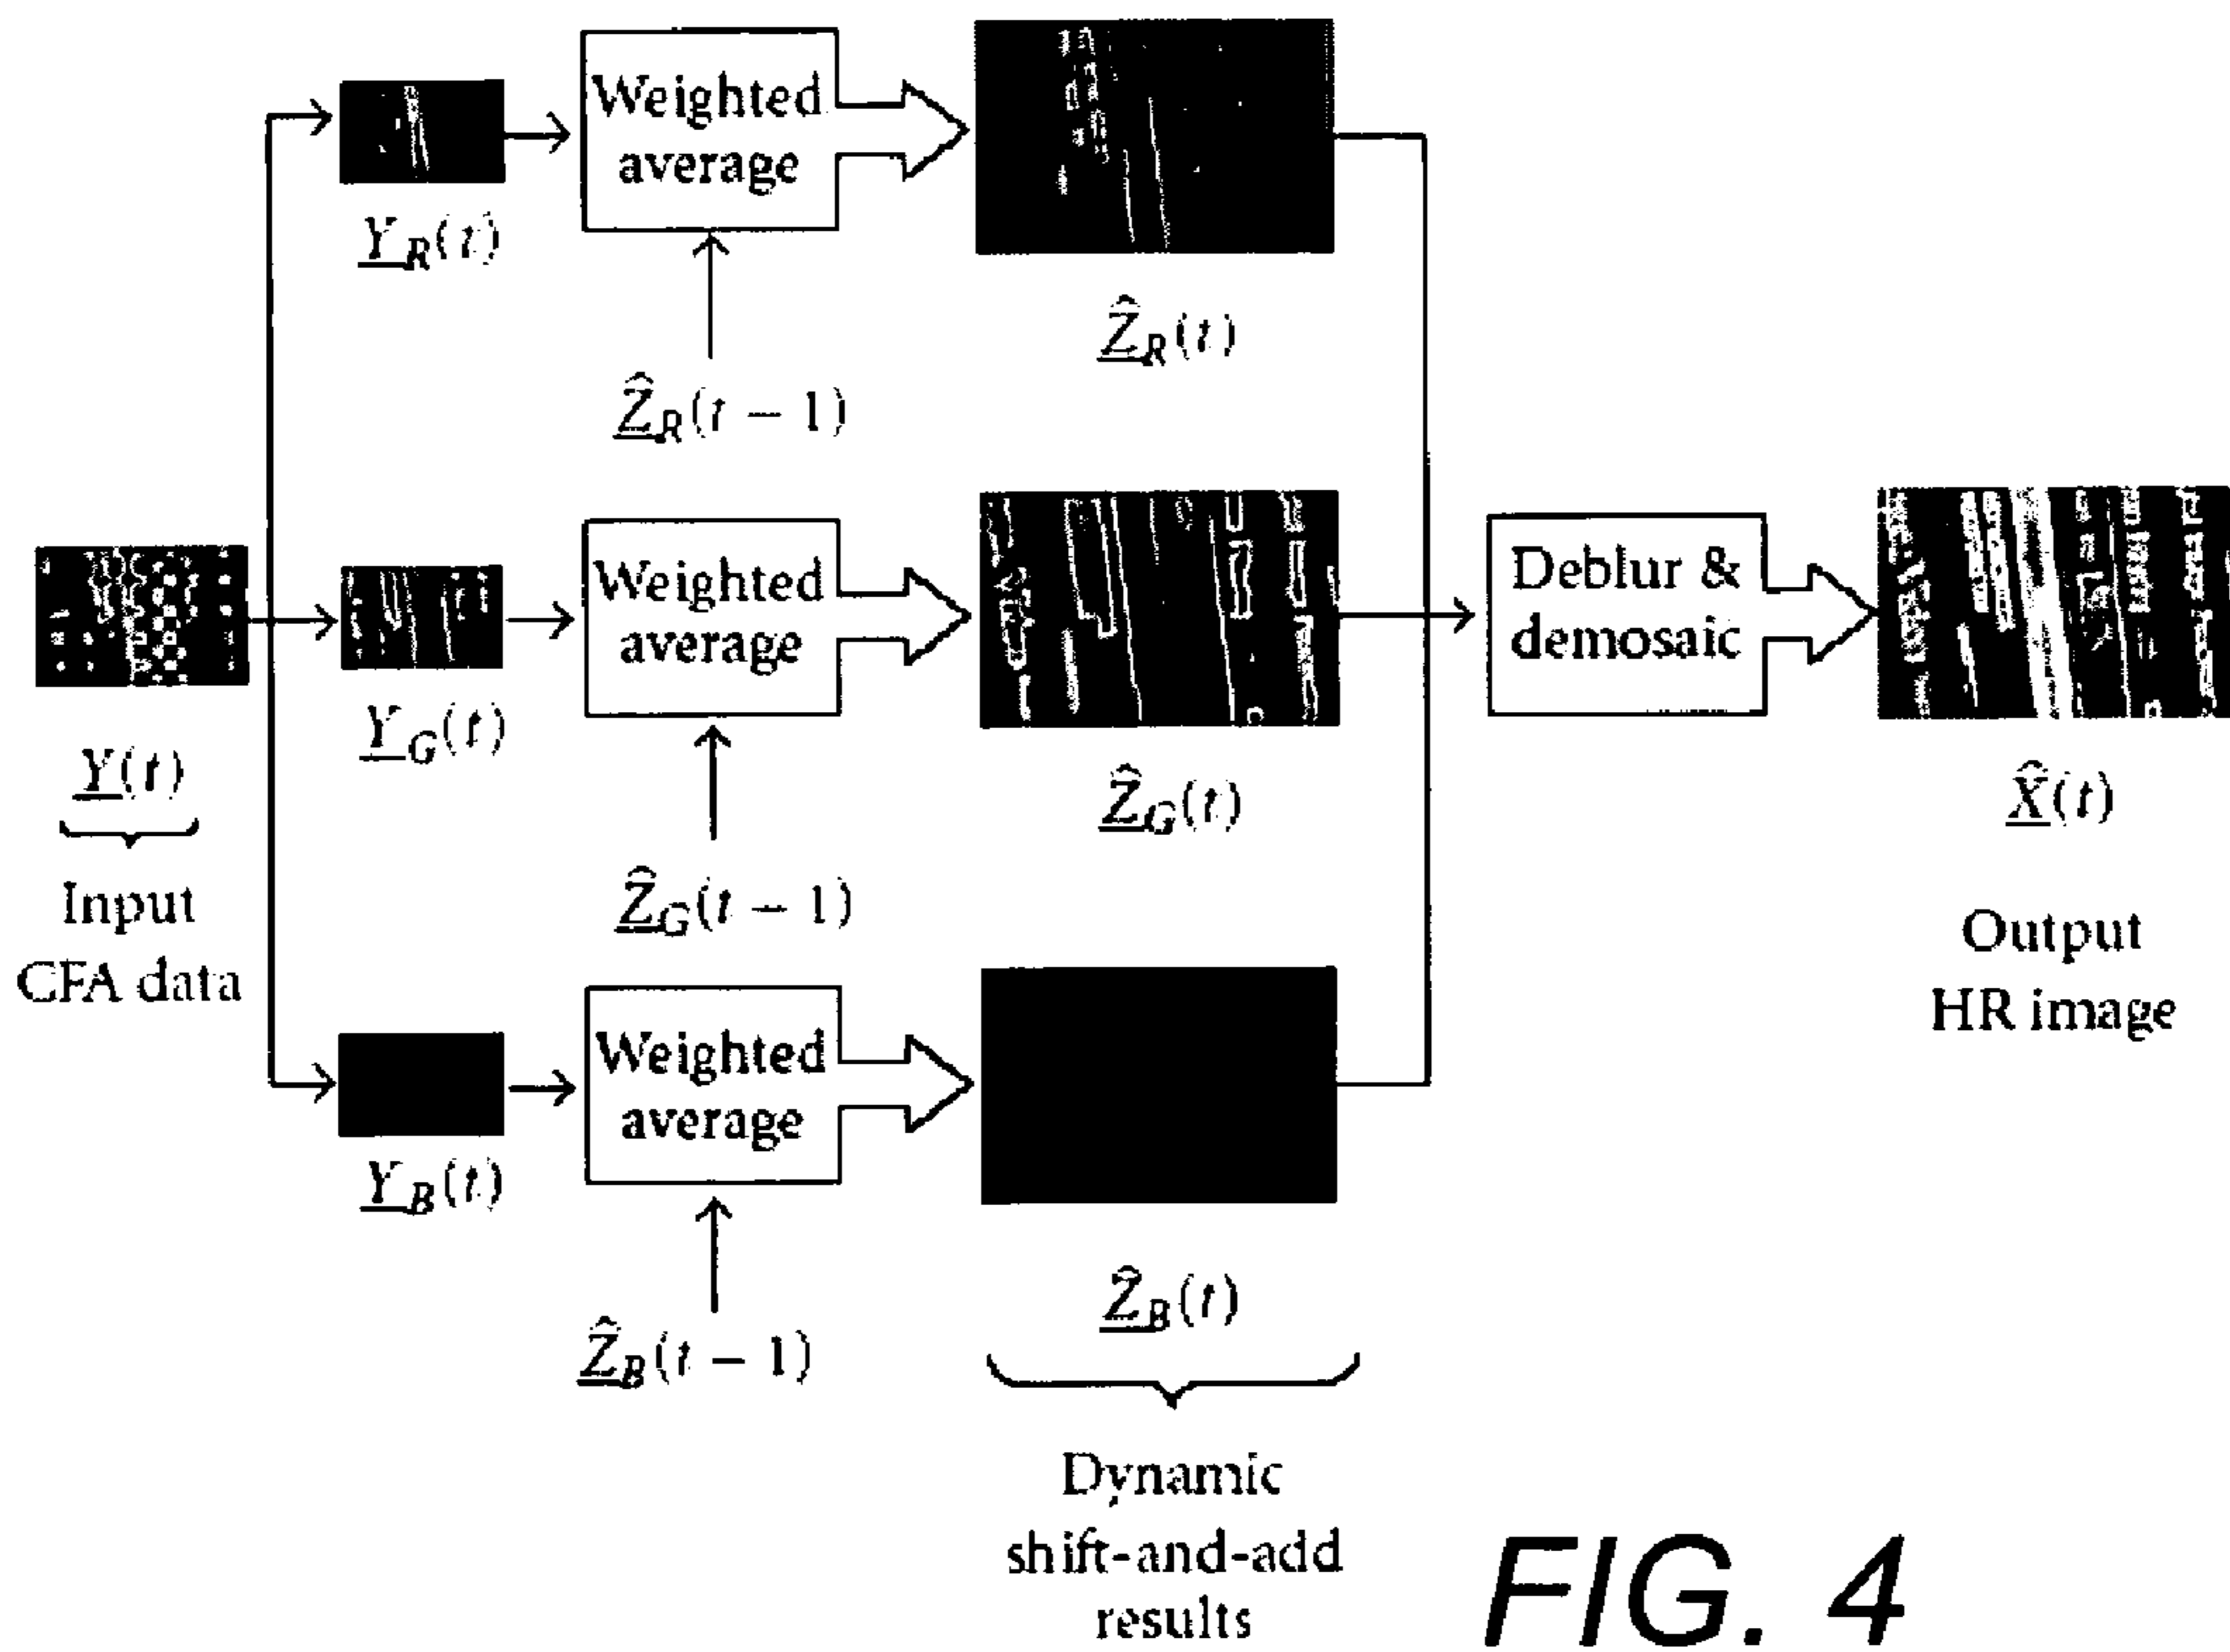 Weighted
average
Y_R(t)
Ẑ_R(t)
Ẑ_R(t − 1)
Weighted
average
Deblur &
demosaic
Y_G(t)
Y(t)
Ẑ_G(t)
X̂(t)
Ẑ_G(t − 1)
Input
CFA data
Output
HR image
Weighted
average
Y_B(t)
Ẑ_B(t)
Ẑ_B(t − 1)
Dynamic
shift-and-add
results
FIG. 4